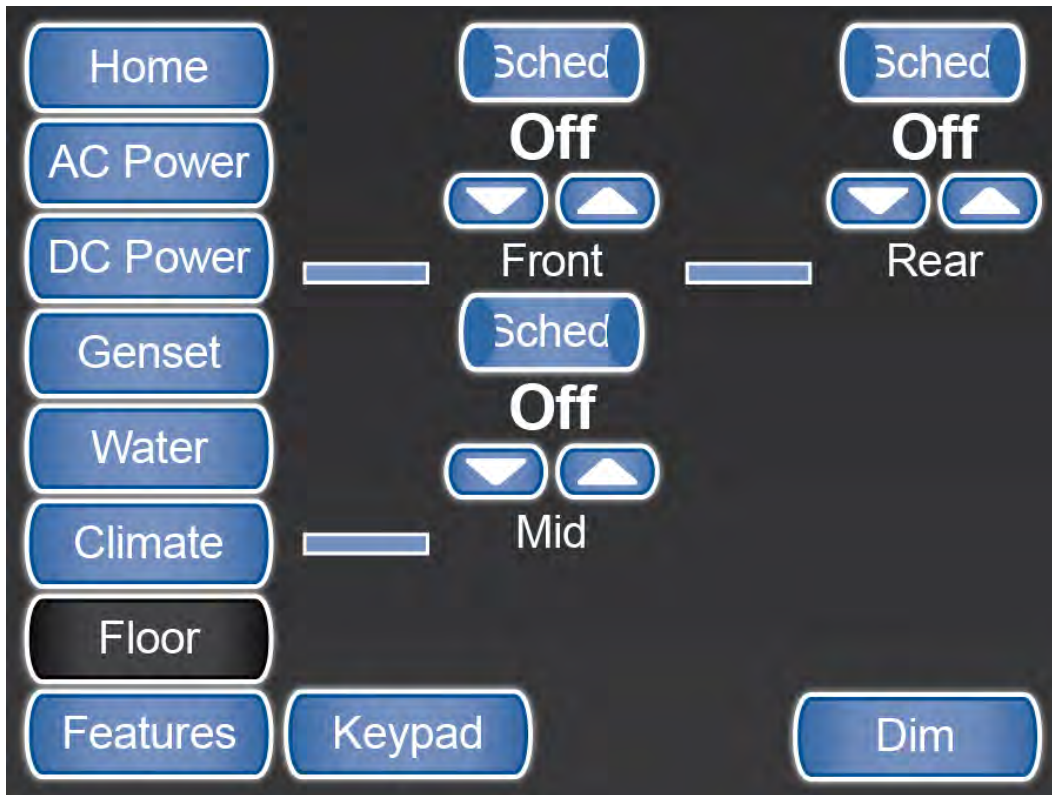 Home
AC Power
DC Power
Genset
Water
Climate
Floor
Features
Sched
Off
Front
Sched
Off
Rear
Sched
Off
Mid
Keypad
Dim